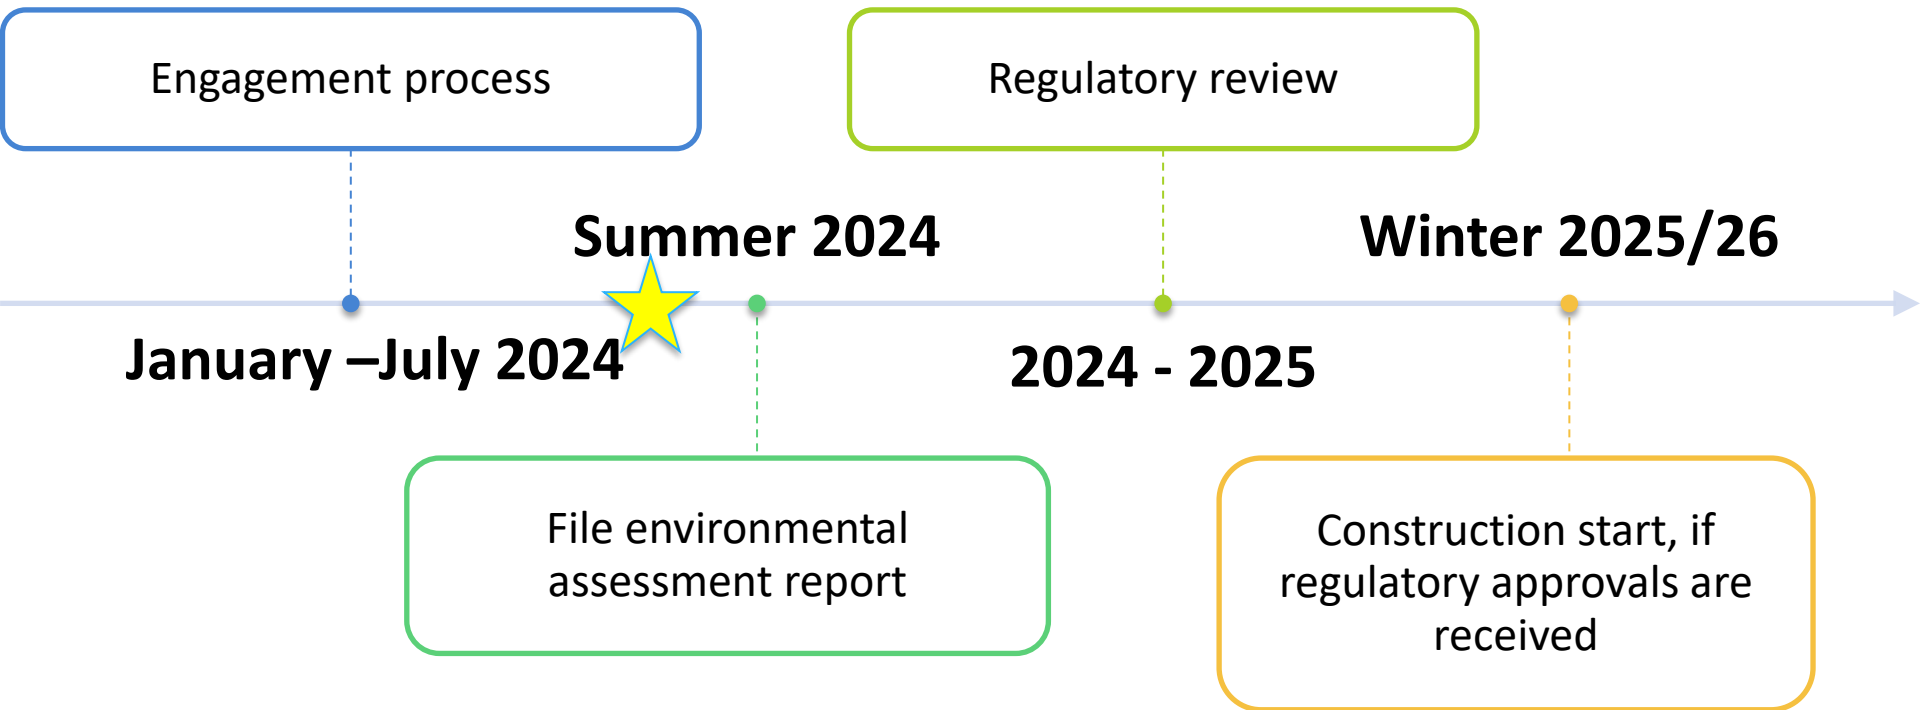 Engagement process
Regulatory review
Summer 2024
Winter 2025/26
January –July 2024
2024 - 2025
File environmental
assessment report
Construction start, if
regulatory approvals are
received